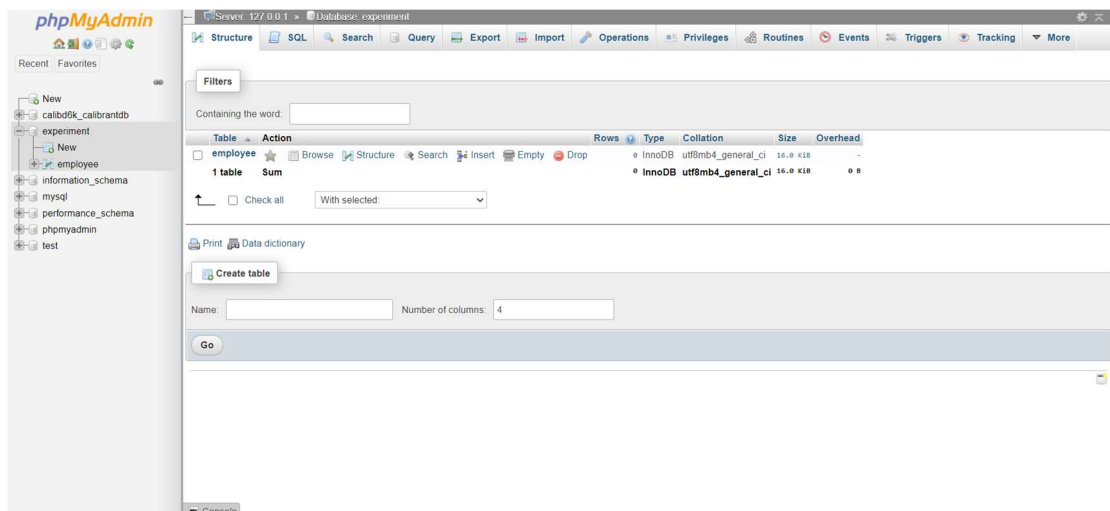 phpMyAdmin
Recent Favorites
New
calibd6k_calibrantdb
experiment
New
employee
information_schema
mysql
performance_schema
phpmyadmin
test
Server: 127.0.0.1 » Database: experiment
Structure SQL Search Query Export Import Operations Privileges Routines Events Triggers Tracking More
Filters
Containing the word:
Table Action Rows Type Collation Size Overhead
employee Browse Structure Search Insert Empty Drop 0 InnoDB utf8mb4_general_ci 16.0 KiB -
1 table Sum 0 InnoDB utf8mb4_general_ci 16.0 KiB 0 B
Check all With selected:
Print Data dictionary
Create table
Name: Number of columns: 4
Go
Console